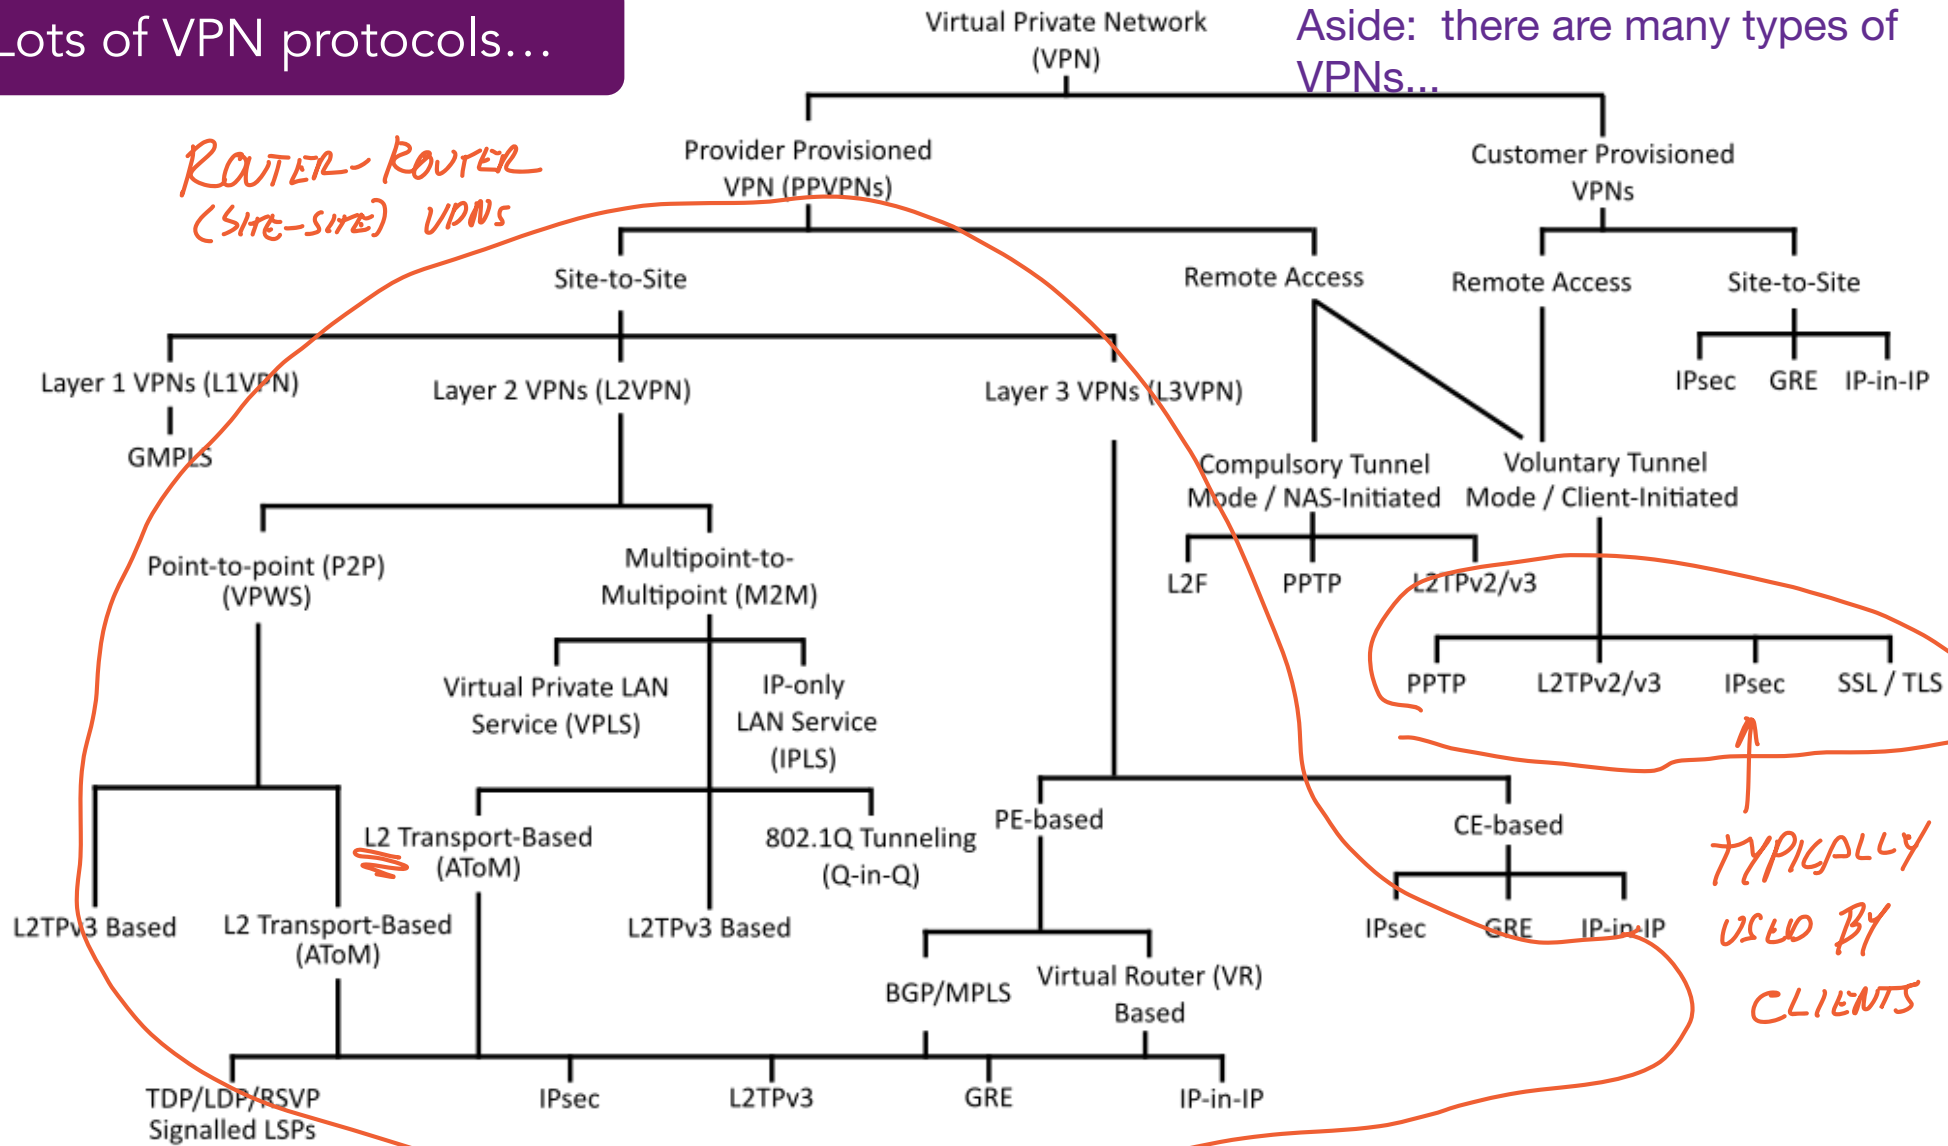 Lots of VPN protocols...
Aside: there are many types of
VPNs...
Virtual Private Network
(VPN)
ROUTER-ROUTER
(SITE-SITE) VPNs
Provider Provisioned
VPN (PPVPNs)
Customer Provisioned
VPNs
Site-to-Site
Remote Access
Remote Access
Site-to-Site
IPsec
GRE
IP-in-IP
Layer 1 VPNs (L1VPN)
Layer 2 VPNs (L2VPN)
Layer 3 VPNs (L3VPN)
GMPLS
Compulsory Tunnel
Mode / NAS-Initiated
Voluntary Tunnel
Mode / Client-Initiated
Point-to-point (P2P)
(VPWS)
Multipoint-to-
Multipoint (M2M)
L2F
PPTP
L2TPv2/v3
Virtual Private LAN
Service (VPLS)
IP-only
LAN Service
(IPLS)
PPTP
L2TPv2/v3
IPsec
SSL / TLS
L2 Transport-Based
(AToM)
802.1Q Tunneling
(Q-in-Q)
PE-based
CE-based
TYPICALLY
USED BY
CLIENTS
L2TPv3 Based
L2 Transport-Based
(AToM)
L2TPv3 Based
IPsec
GRE
IP-in-IP
BGP/MPLS
Virtual Router (VR)
Based
TDP/LDP/RSVP
Signalled LSPs
IPsec
L2TPv3
GRE
IP-in-IP